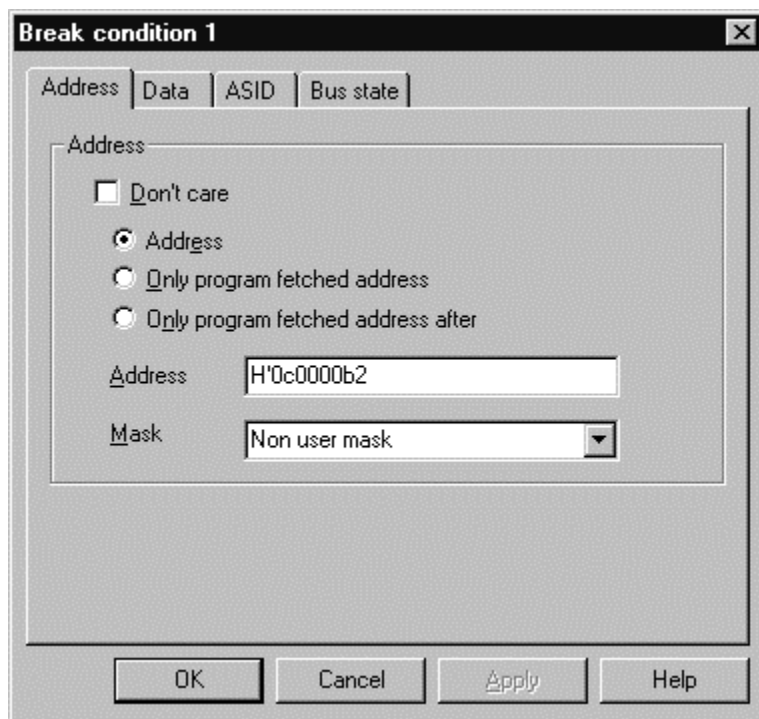 Break condition 1
Address Data ASID Bus state
Address
Don't care
Address
Only program fetched address
Only program fetched address after
Address H'0c0000b2
Mask Non user mask
OK Cancel Apply Help